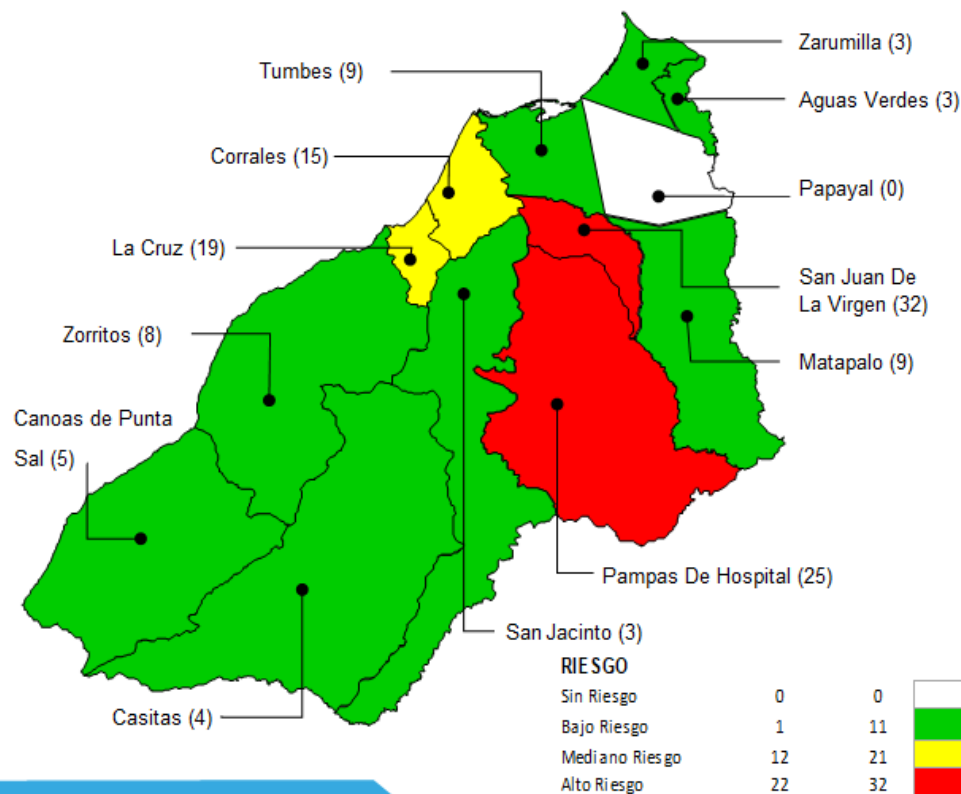 Zarumilla (3)
Tumbes (9)
Aguas Verdes (3)
Corrales (15)
Papayal (0)
La Cruz (19)
San Juan De
La Virgen (32)
Zorritos (8)
Matapalo (9)
Canoas de Punta
Sal (5)
Pampas De Hospital (25)
San Jacinto (3)
Casitas (4)
RIESGO
Sin Riesgo 0 0
Bajo Riesgo 1 11
Mediano Riesgo 12 21
Alto Riesgo 22 32